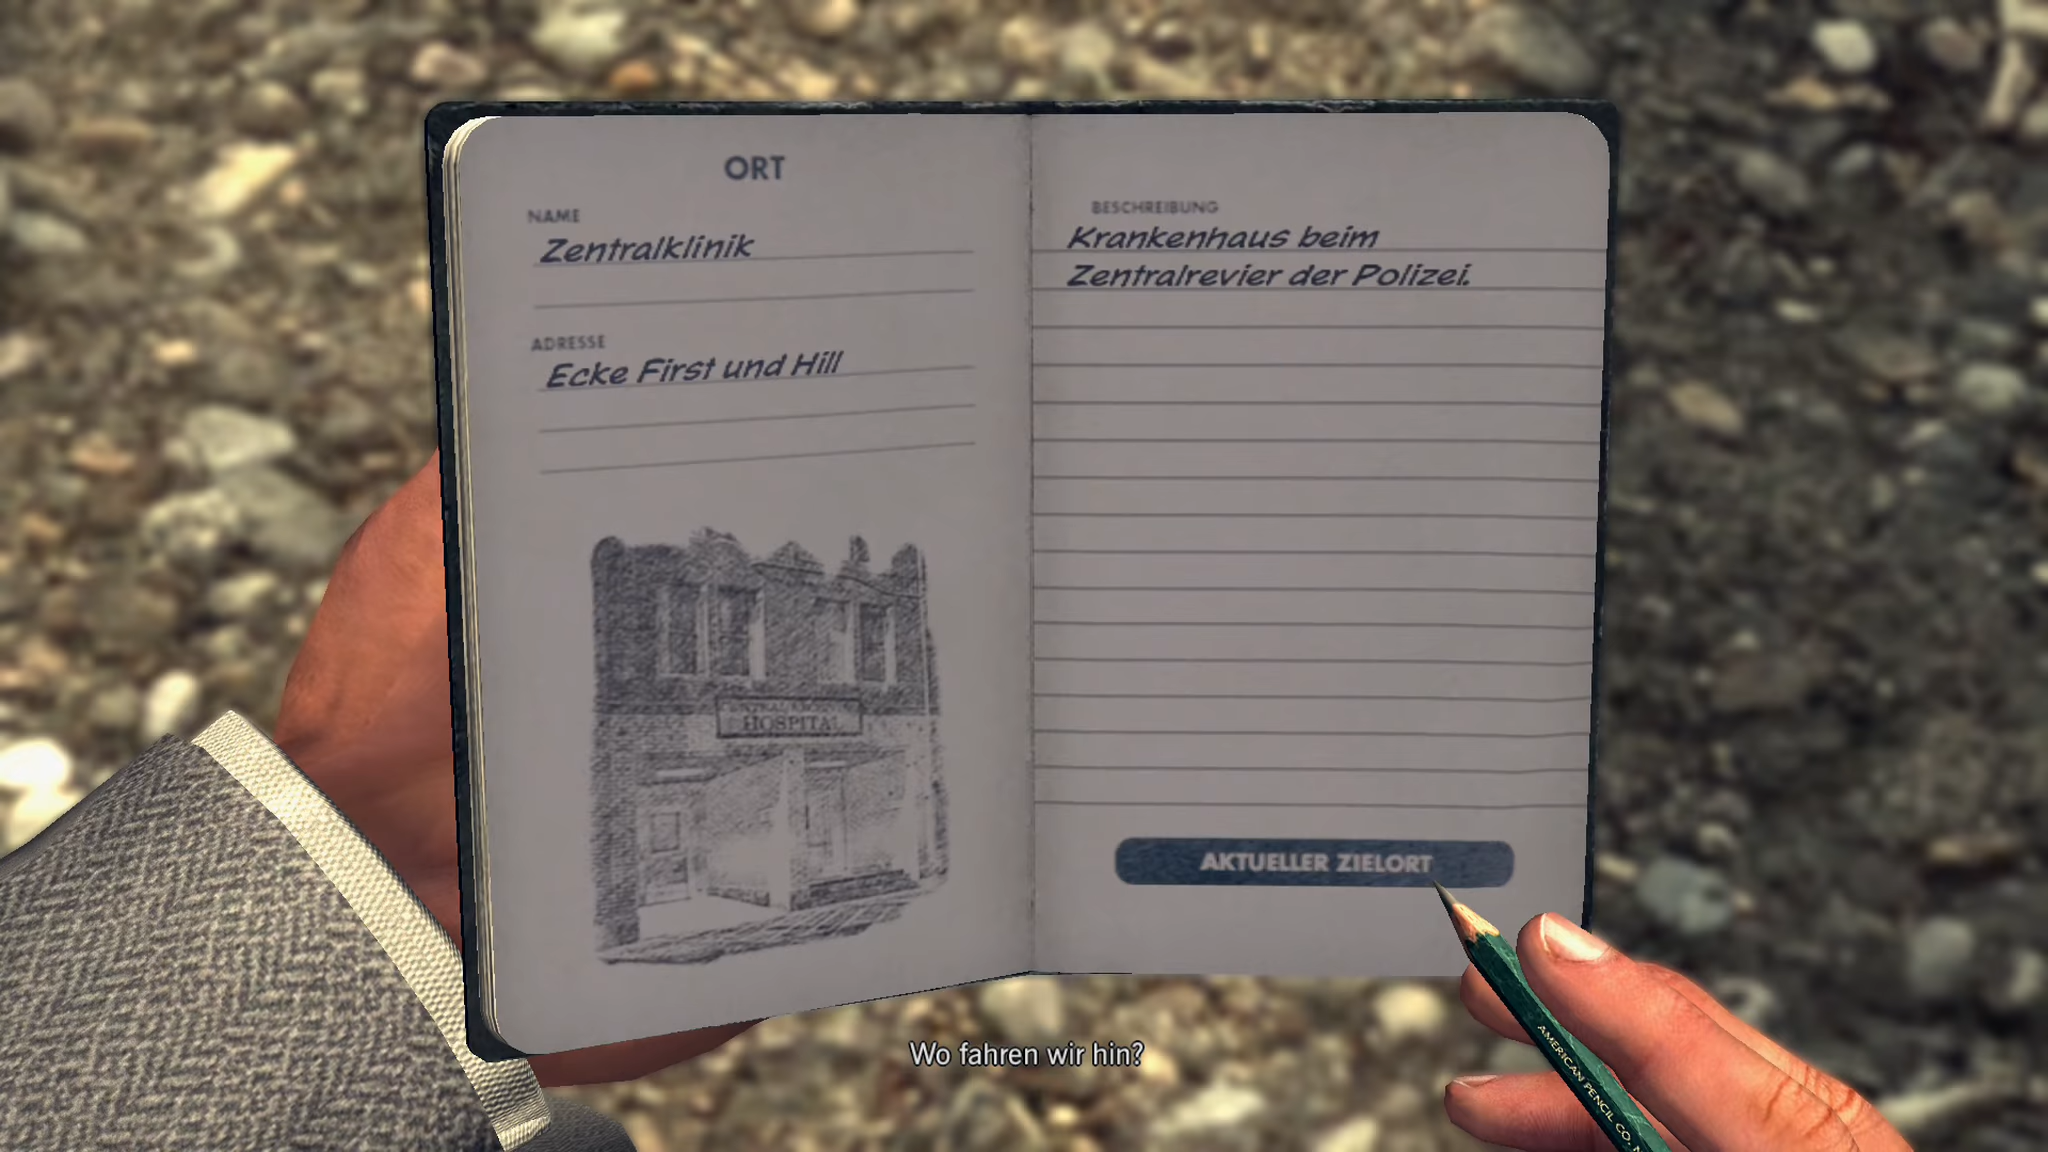 ORT
NAME
Zentralklinik
ADRESSE
Ecke First und Hill
HOSPITAL
BESCHREIBUNG
Krankenhaus beim
Zentralrevier der Polizei.
AKTUELLER ZIELORT
AMERICAN PENCIL CO.
Wo fahren wir hin?